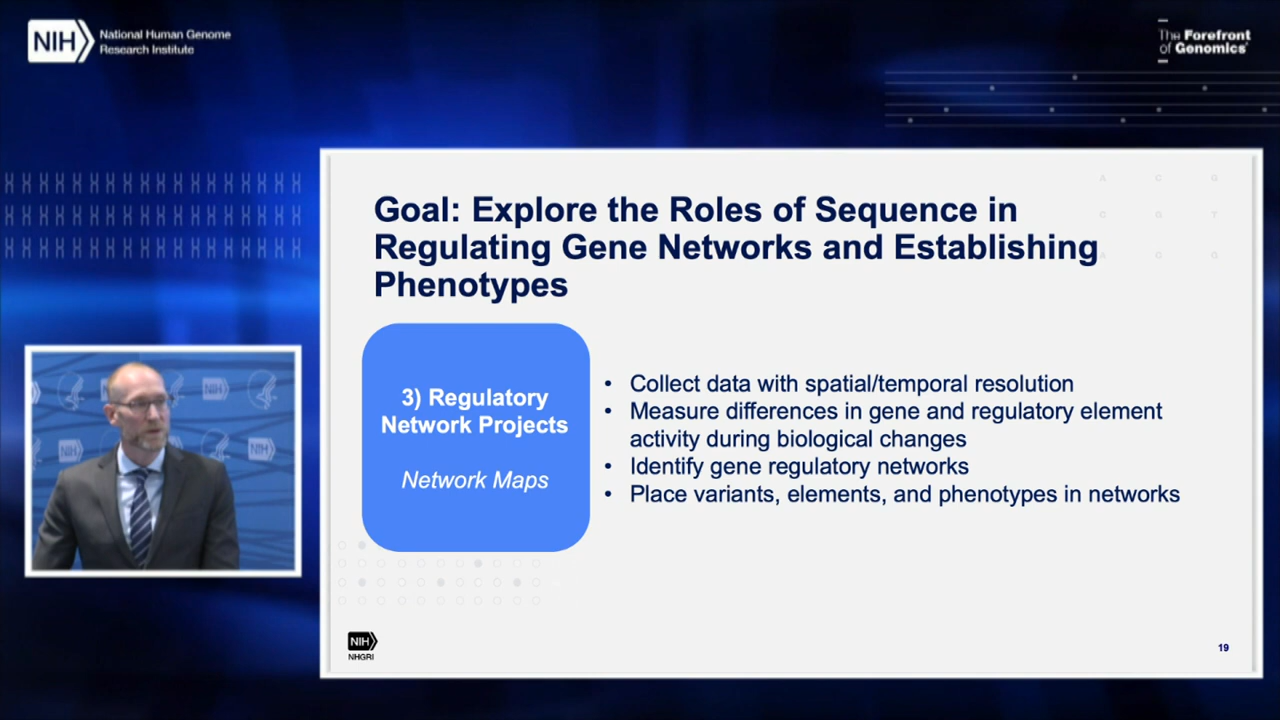 NIH National Human Genome
Research Institute
The Forefront
of Genomics®
Goal: Explore the Roles of Sequence in
Regulating Gene Networks and Establishing
Phenotypes
3) Regulatory
Network Projects
Network Maps
• Collect data with spatial/temporal resolution
• Measure differences in gene and regulatory element
activity during biological changes
• Identify gene regulatory networks
• Place variants, elements, and phenotypes in networks
NIH
NHGRI
19
NIH
NIH
NIH